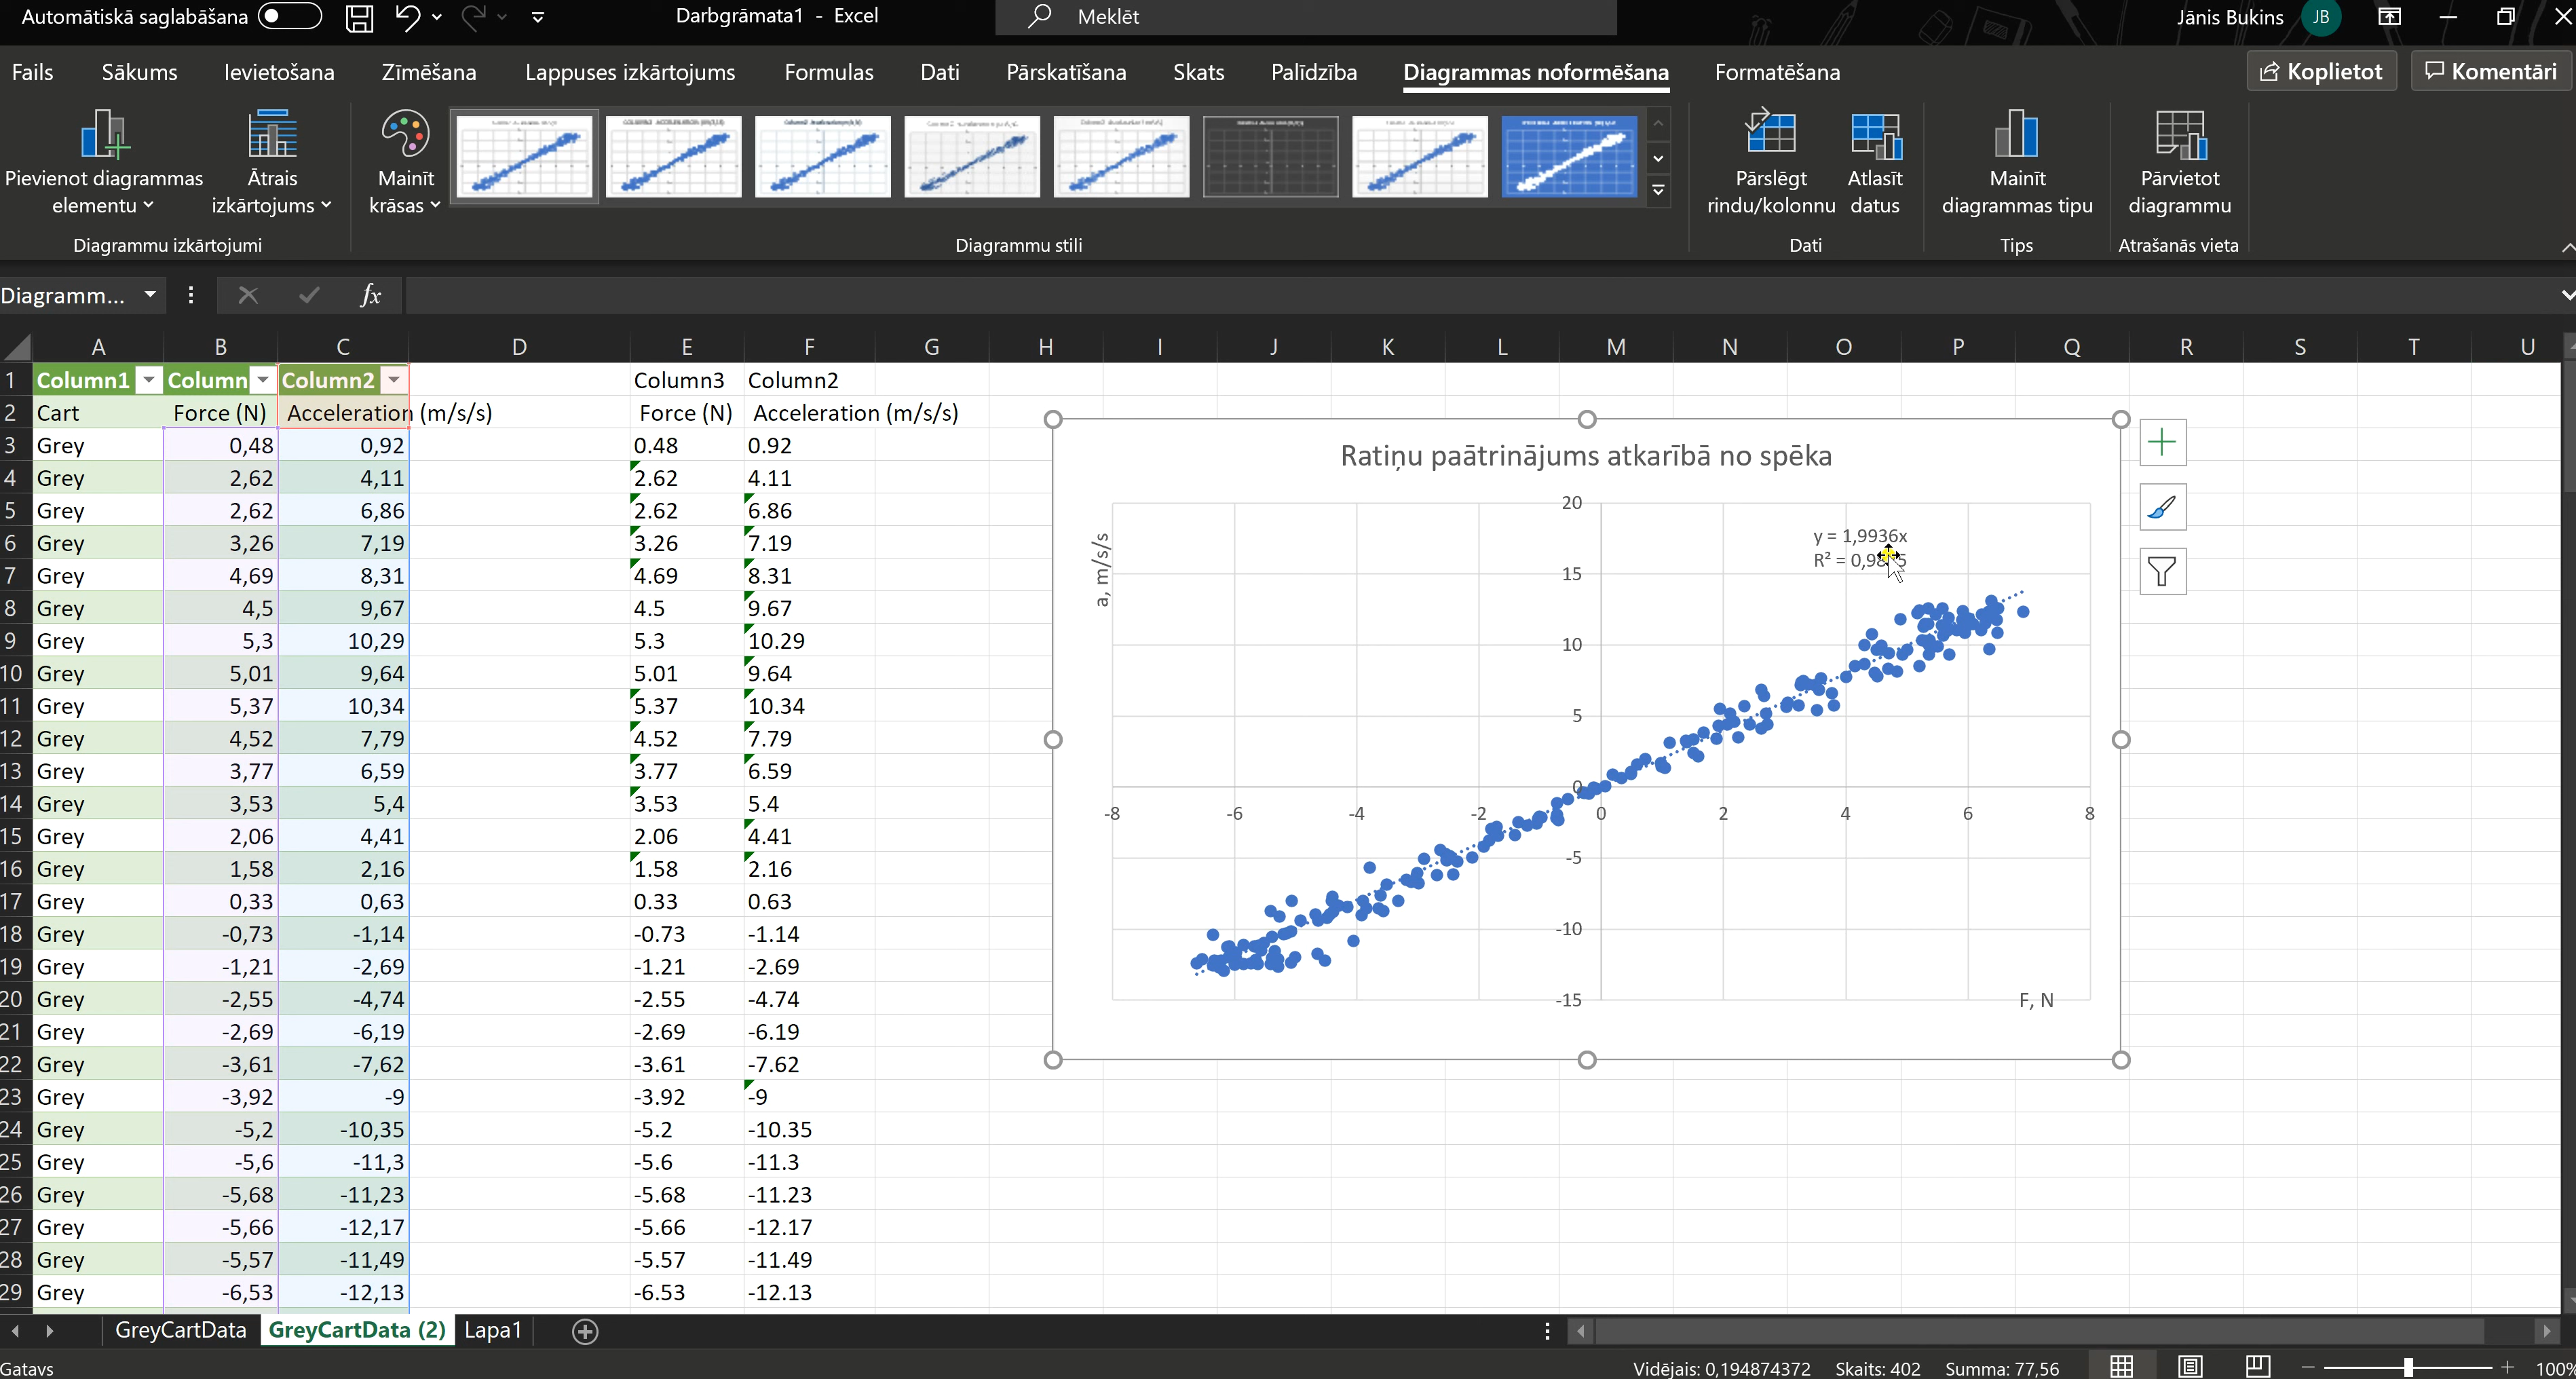 Automātiskā saglabāšana
Darbgrāmata1 - Excel
Meklēt
Jānis Bukins
JB
Fails Sākums Ievietošana Zīmēšana Lappuses izkārtojums Formulas Dati Pārskatīšana Skats Palīdzība Diagrammas noformēšana Formatēšana
Koplietot Komentāri
Pievienot diagrammas elementu
Ātrais izkārtojums
Mainīt krāsas
Pārslēgt rindu/kolonnu
Atlasīt datus
Mainīt diagrammas tipu
Pārvietot diagrammu
Diagrammu izkārtojumi Diagrammu stili Dati Tips Atrašanās vieta
Diagramm... fx
A B C D E F G H I J K L M N O P Q R S T U
1 Column1 Column Column2 Column3 Column2
2 Cart Force (N) Acceleration (m/s/s) Force (N) Acceleration (m/s/s)
3 Grey 0,48 0,92 0.48 0.92
4 Grey 2,62 4,11 2.62 4.11
5 Grey 2,62 6,86 2.62 6.86
6 Grey 3,26 7,19 3.26 7.19
7 Grey 4,69 8,31 4.69 8.31
8 Grey 4,5 9,67 4.5 9.67
9 Grey 5,3 10,29 5.3 10.29
10 Grey 5,01 9,64 5.01 9.64
11 Grey 5,37 10,34 5.37 10.34
12 Grey 4,52 7,79 4.52 7.79
13 Grey 3,77 6,59 3.77 6.59
14 Grey 3,53 5,4 3.53 5.4
15 Grey 2,06 4,41 2.06 4.41
16 Grey 1,58 2,16 1.58 2.16
17 Grey 0,33 0,63 0.33 0.63
18 Grey -0,73 -1,14 -0.73 -1.14
19 Grey -1,21 -2,69 -1.21 -2.69
20 Grey -2,55 -4,74 -2.55 -4.74
21 Grey -2,69 -6,19 -2.69 -6.19
22 Grey -3,61 -7,62 -3.61 -7.62
23 Grey -3,92 -9 -3.92 -9
24 Grey -5,2 -10,35 -5.2 -10.35
25 Grey -5,6 -11,3 -5.6 -11.3
26 Grey -5,68 -11,23 -5.68 -11.23
27 Grey -5,66 -12,17 -5.66 -12.17
28 Grey -5,57 -11,49 -5.57 -11.49
29 Grey -6,53 -12,13 -6.53 -12.13
Ratiņu paātrinājums atkarībā no spēka
a, m/s/s
20
y = 1,9936x
R² =
15
10
5
0
-8 -6 -4 -2 0 2 4 6 8
-5
-10
-15
F, N
GreyCartData GreyCartData (2) Lapa1
Gatavs
Vidējais: 0,194874372 Skaits: 402 Summa: 77,56
100%